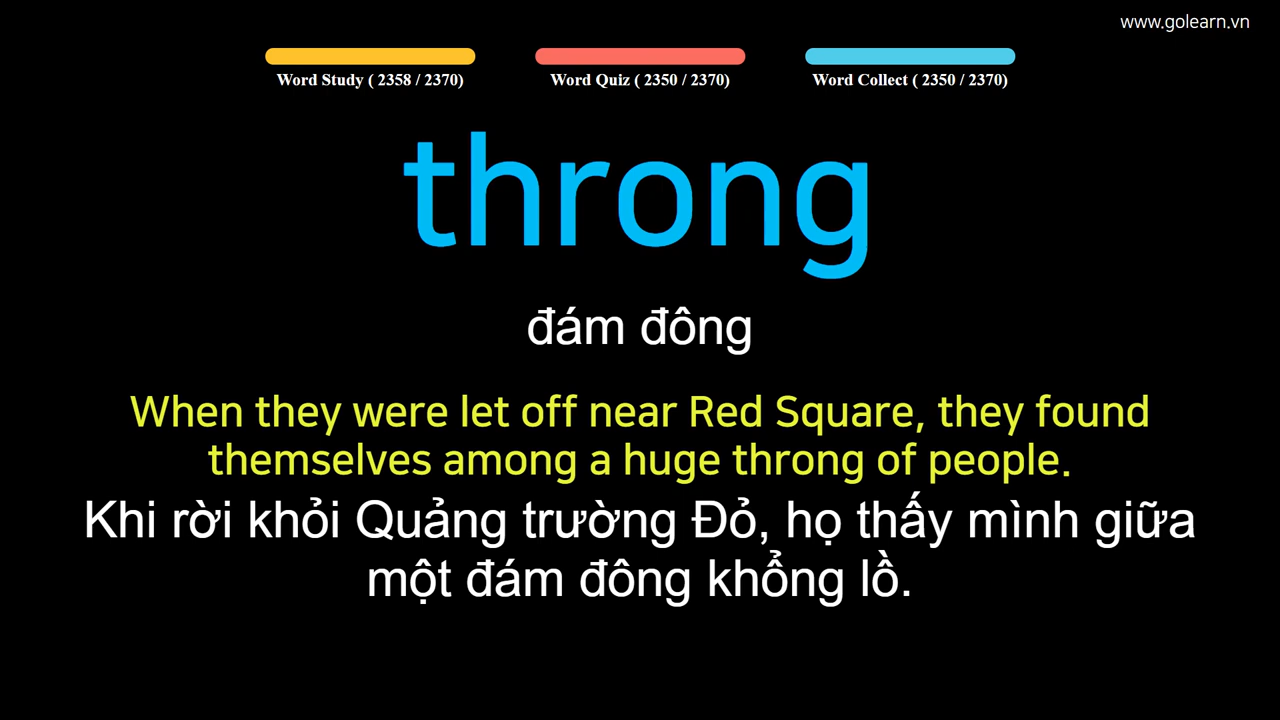 www.golearn.vn
Word Study ( 2358 / 2370)
Word Quiz ( 2350 / 2370)
Word Collect ( 2350 / 2370)
throng
đám đông
When they were let off near Red Square, they found
themselves among a huge throng of people.
Khi rời khỏi Quảng trường Đỏ, họ thấy mình giữa
một đám đông khổng lồ.